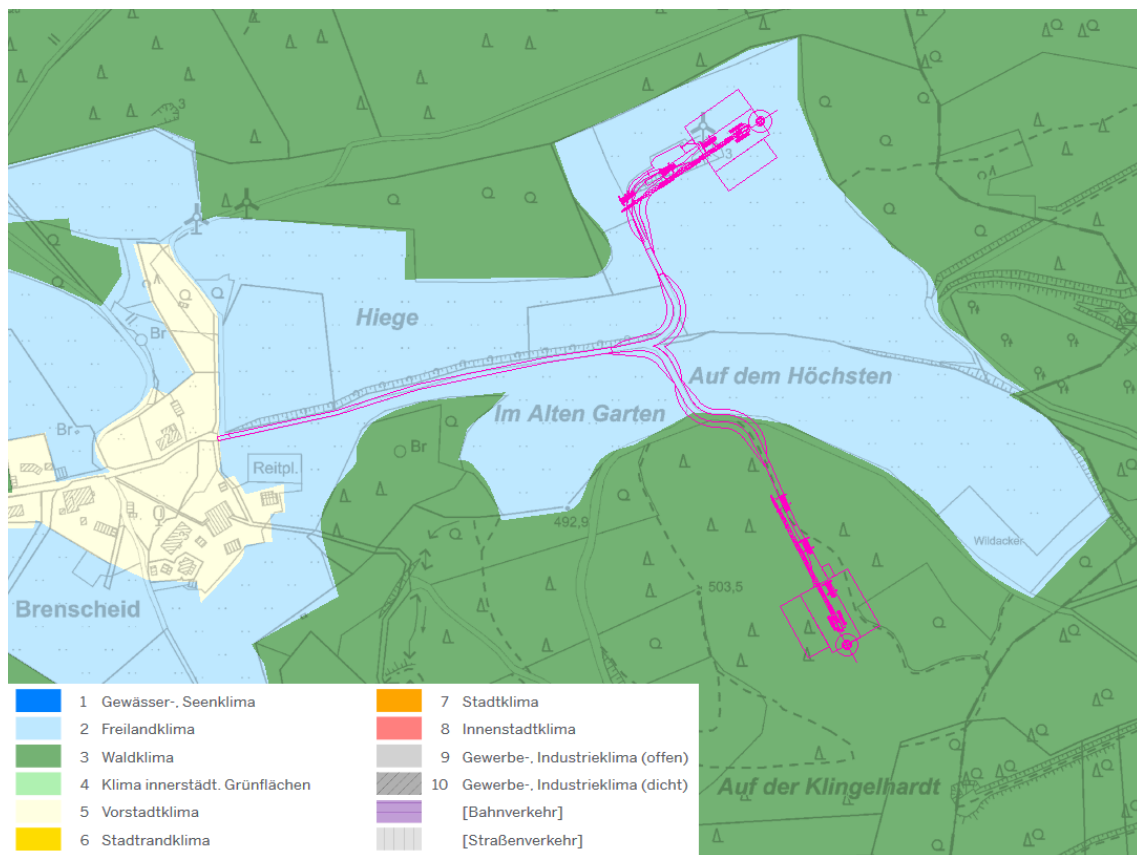 3
3
Hiege
Br
Auf dem Höchsten
Im Alten Garten
Br
Br
Reitpl.
492,9
Wildacker
503,5
Brenscheid
Auf der Klingelhardt
1 Gewässer-, Seenklima
2 Freilandklima
3 Waldklima
4 Klima innerstädt. Grünflächen
5 Vorstadtklima
6 Stadtrandklima
7 Stadtklima
8 Innenstadtklima
9 Gewerbe-, Industrieklima (offen)
10 Gewerbe-, Industrieklima (dicht)
[Bahnverkehr]
[Straßenverkehr]